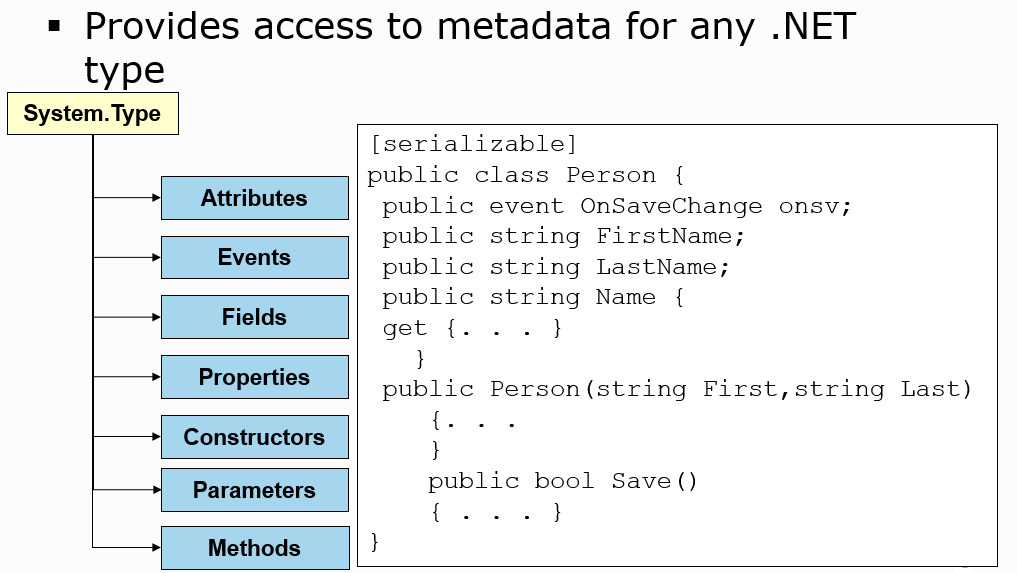 ▪ Provides access to metadata for any .NET
type
System.Type
Attributes
Events
Fields
Properties
Constructors
Parameters
Methods
[serializable]
public class Person {
public event OnSaveChange onsv;
public string FirstName;
public string LastName;
public string Name {
get {. . . }
}
public Person(string First,string Last)
{. . .
}
public bool Save()
{ . . . }
}